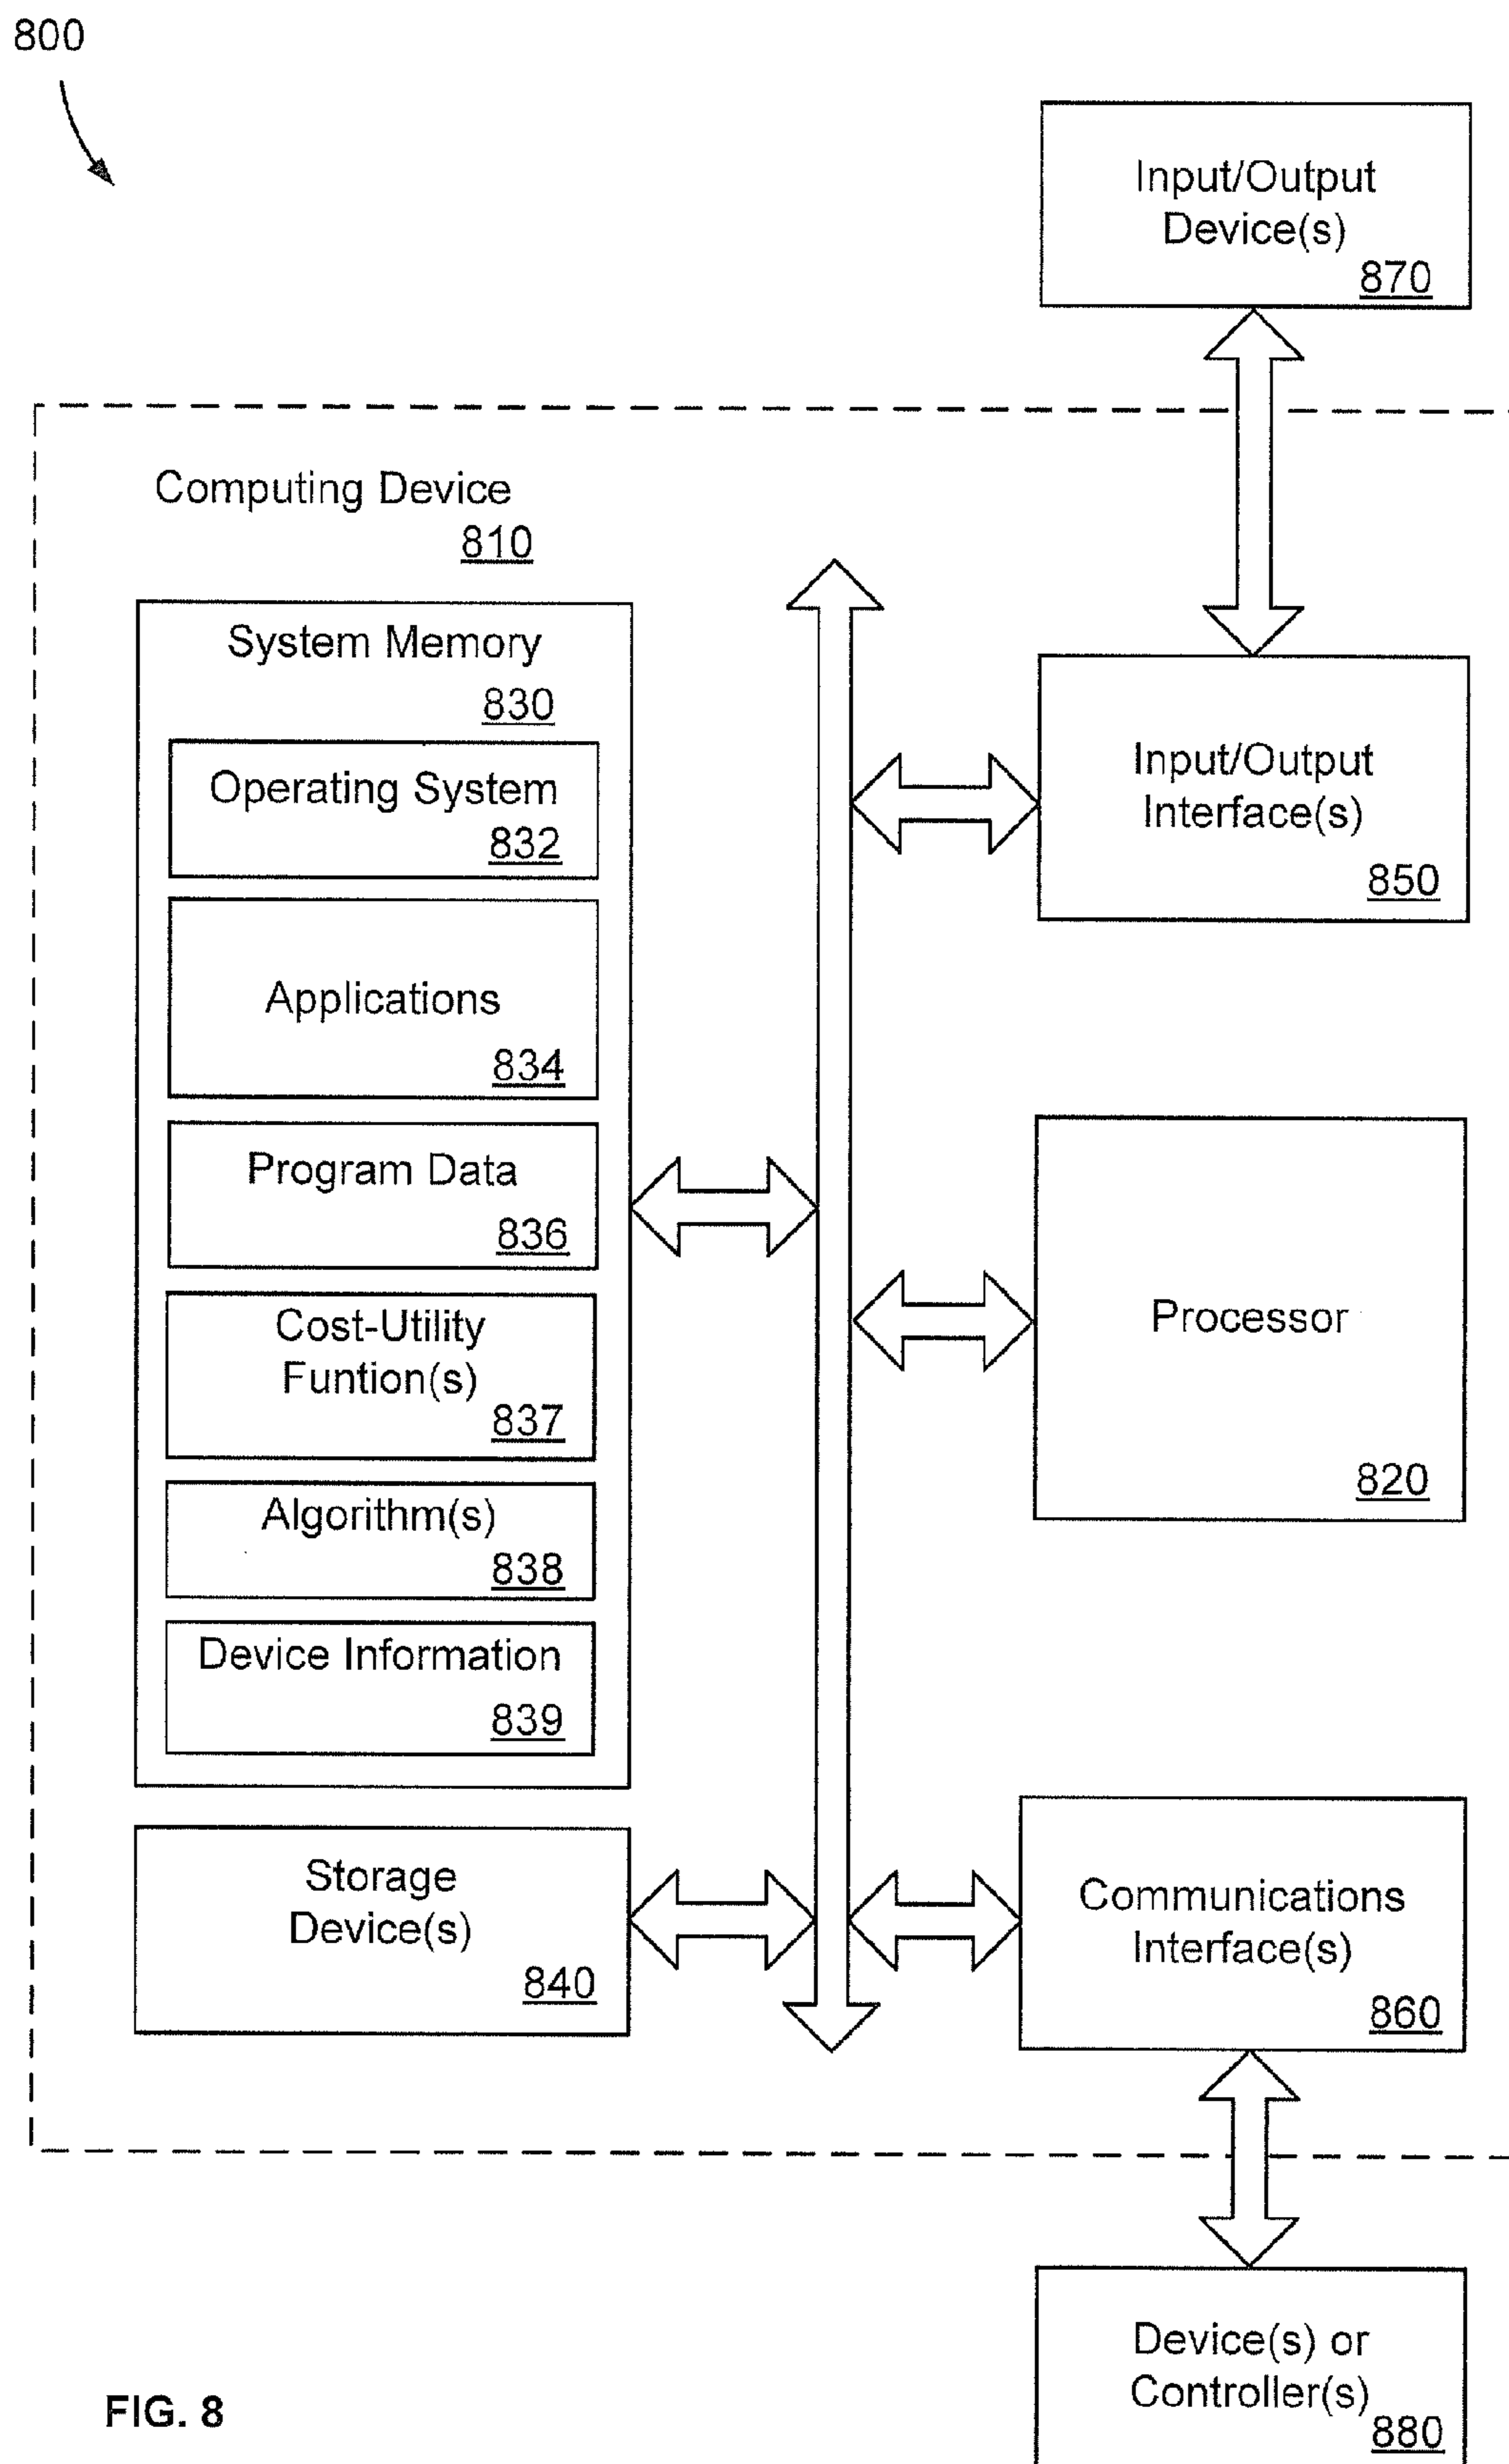 800
Input/Output
Device(s)
870
Computing Device
810
System Memory
830
Operating System
832
Applications
834
Program Data
836
Cost-Utility
Funtion(s)
837
Algorithm(s)
838
Device Information
839
Storage
Device(s)
840
Input/Output
Interface(s)
850
Processor
820
Communications
Interface(s)
860
Device(s) or
Controller(s)
880
FIG. 8